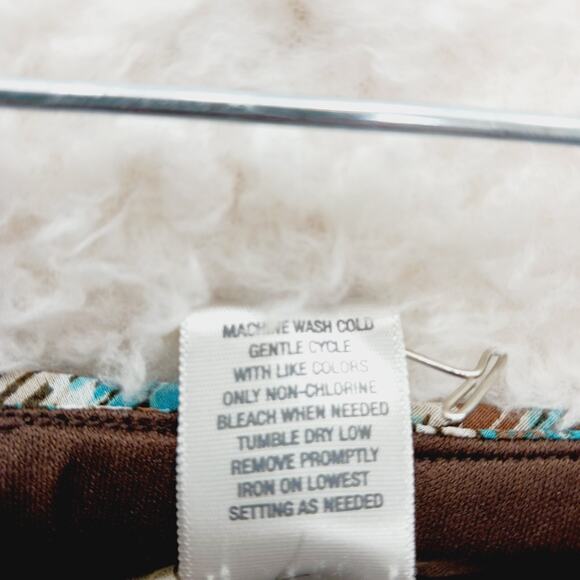 MACHINE WASH COLD
GENTLE CYCLE
WITH LIKE COLORS
ONLY NON-CHLORINE
BLEACH WHEN NEEDED
TUMBLE DRY LOW
REMOVE PROMPTLY
IRON ON LOWEST
SETTING AS NEEDED